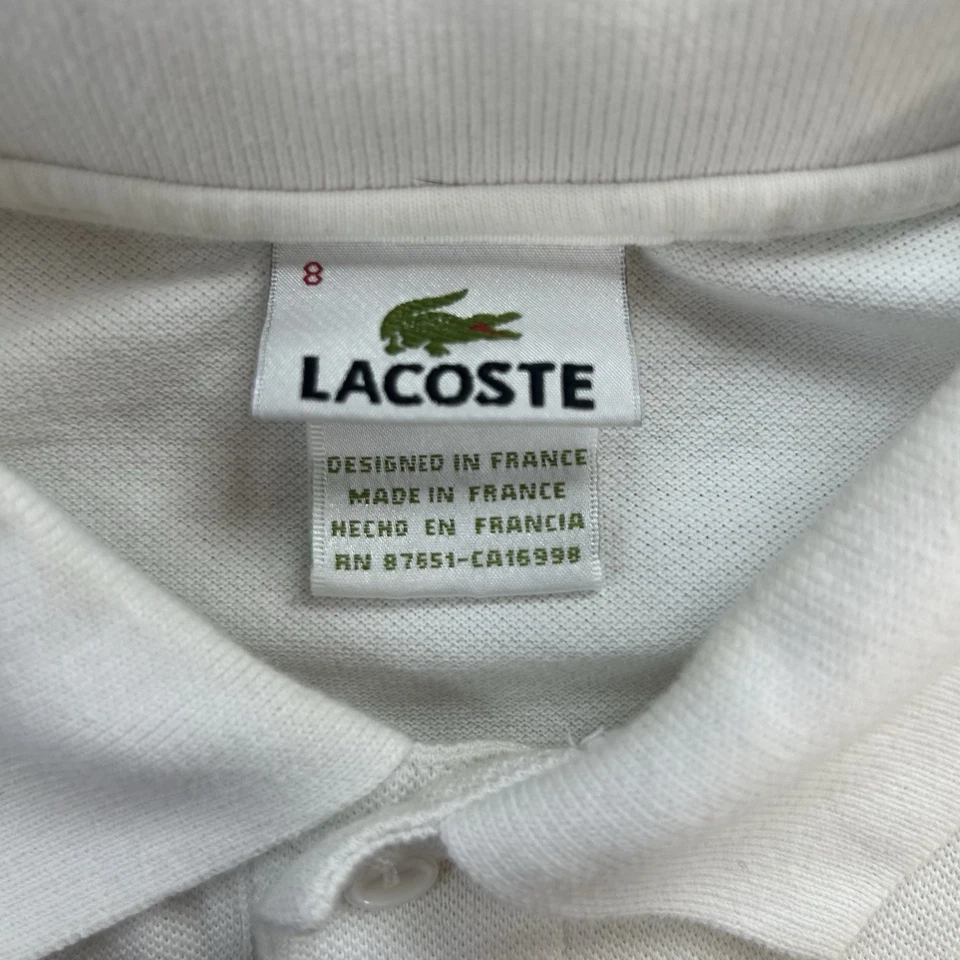 8
LACOSTE
DESIGNED IN FRANCE
MADE IN FRANCE
HECHO EN FRANCIA
RN 87651-CA16998